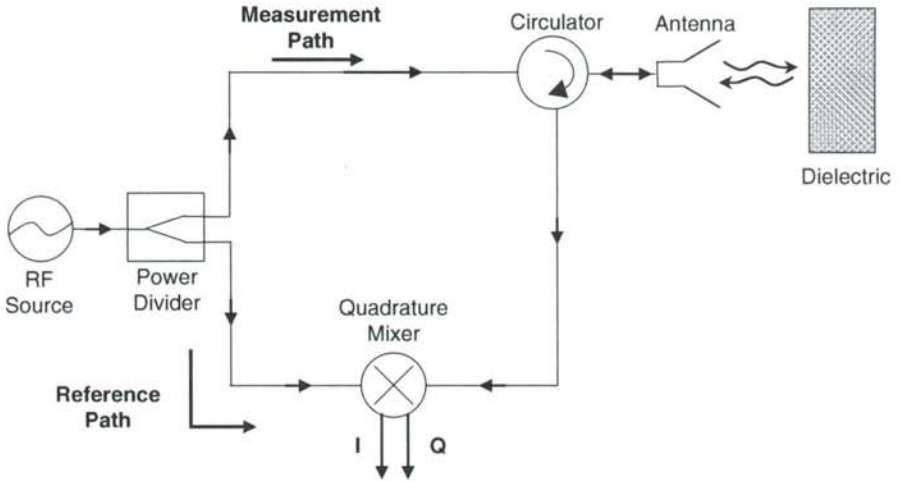 Measurement
Path
Circulator
Antenna
Dielectric
RF
Source
Power
Divider
Quadrature
Mixer
Reference
Path
I
Q